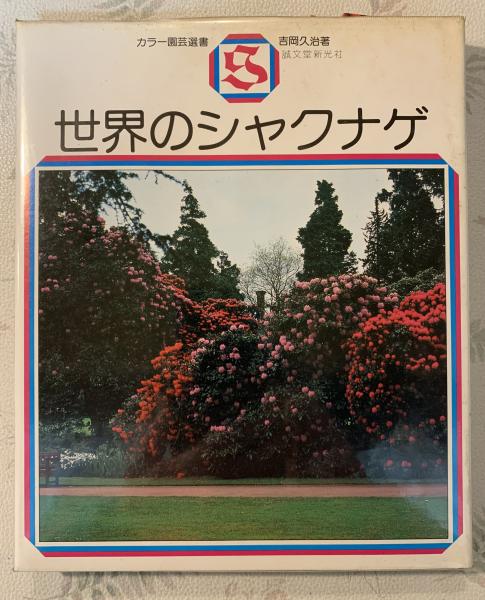 カラー園芸選書
S
吉岡久治著
誠文堂新光社
世界のシャクナゲ